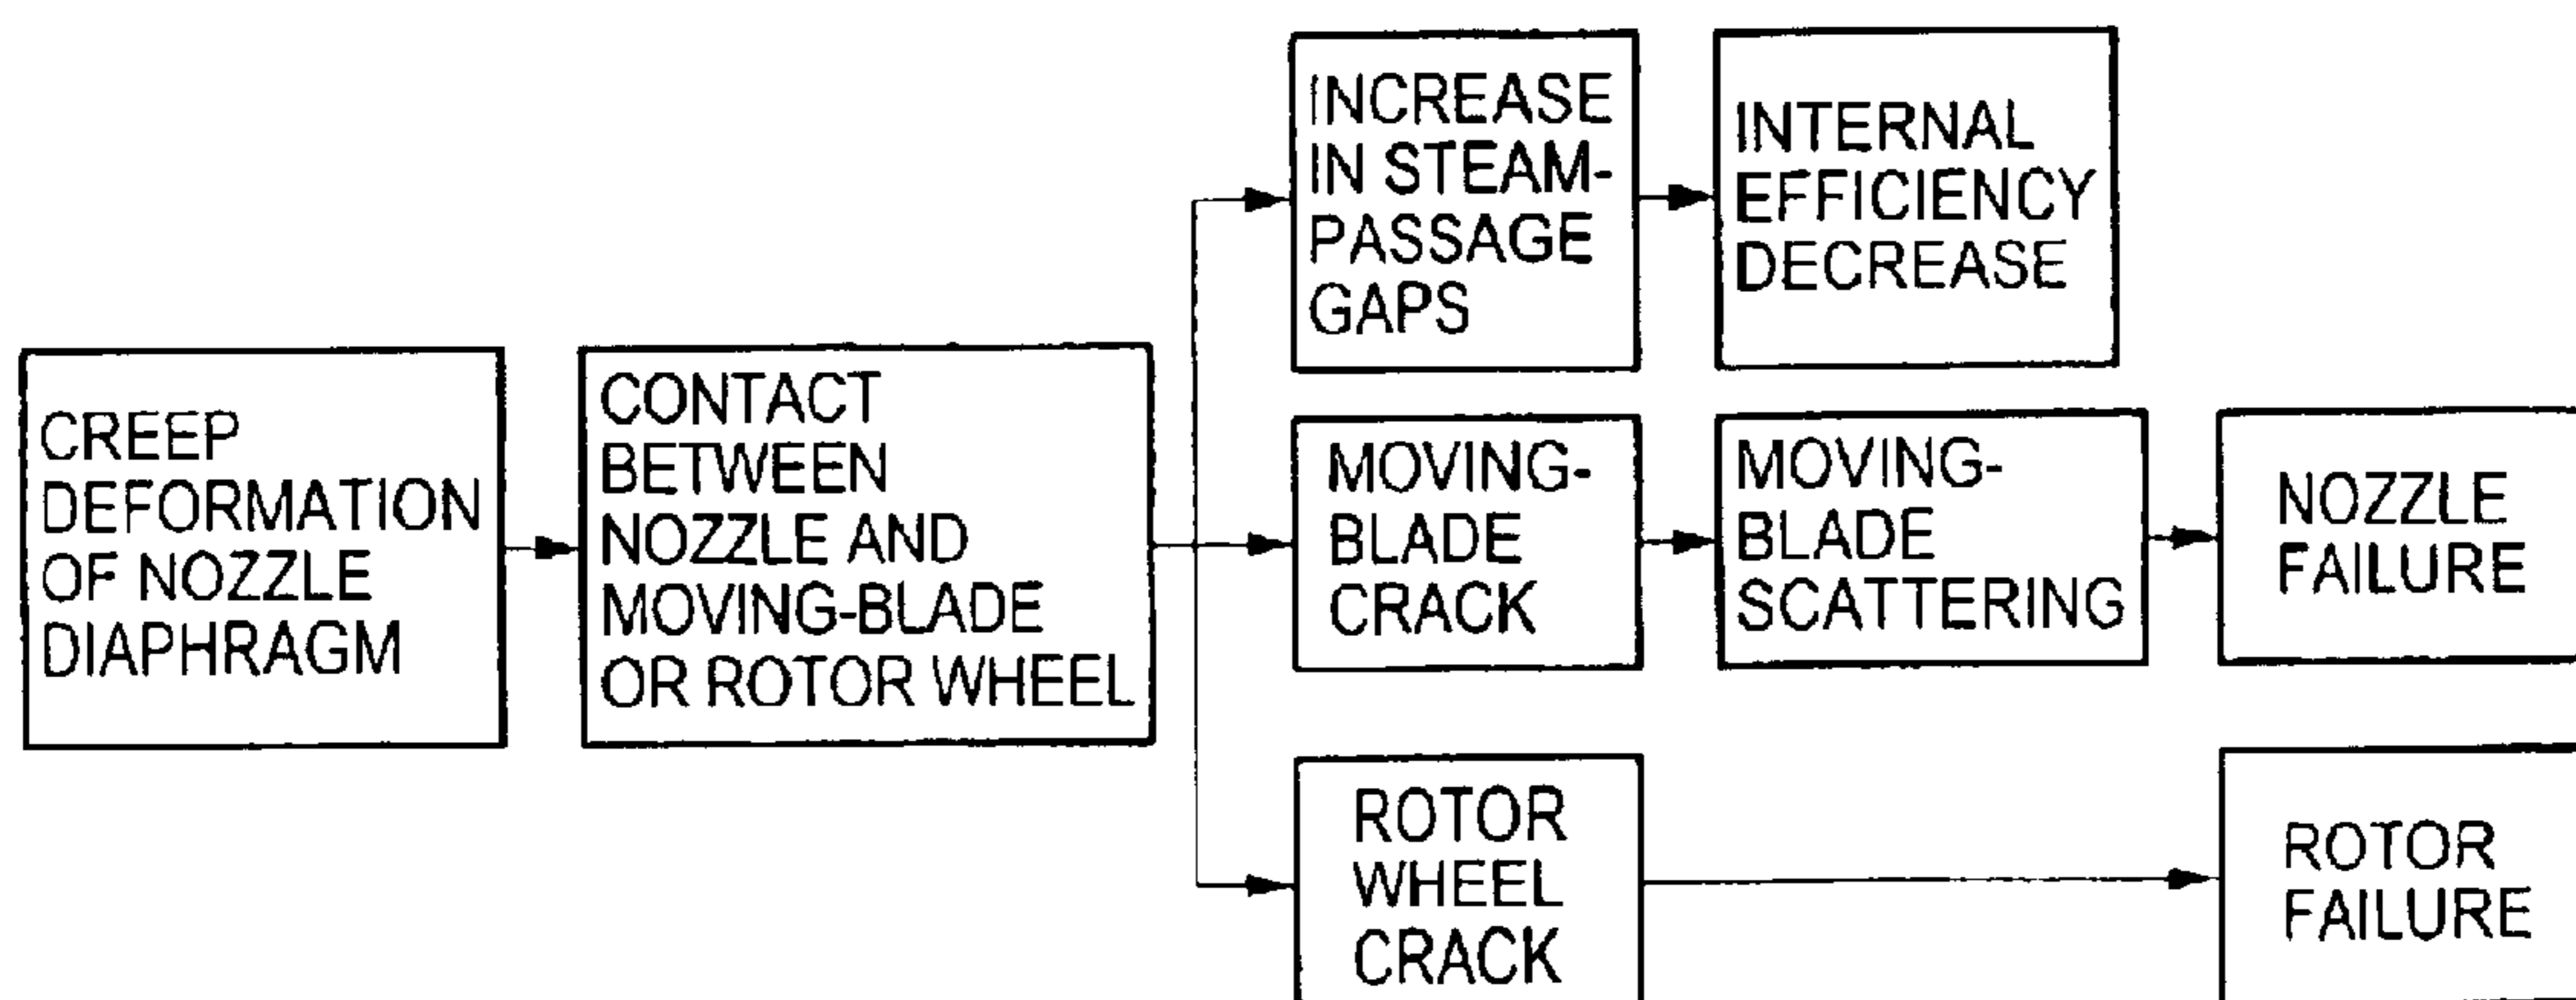 CREEP
DEFORMATION
OF NOZZLE
DIAPHRAGM
CONTACT
BETWEEN
NOZZLE AND
MOVING-BLADE
OR ROTOR WHEEL
INCREASE
IN STEAM-
PASSAGE
GAPS
INTERNAL
EFFICIENCY
DECREASE
MOVING-
BLADE
CRACK
MOVING-
BLADE
SCATTERING
NOZZLE
FAILURE
ROTOR
WHEEL
CRACK
ROTOR
FAILURE